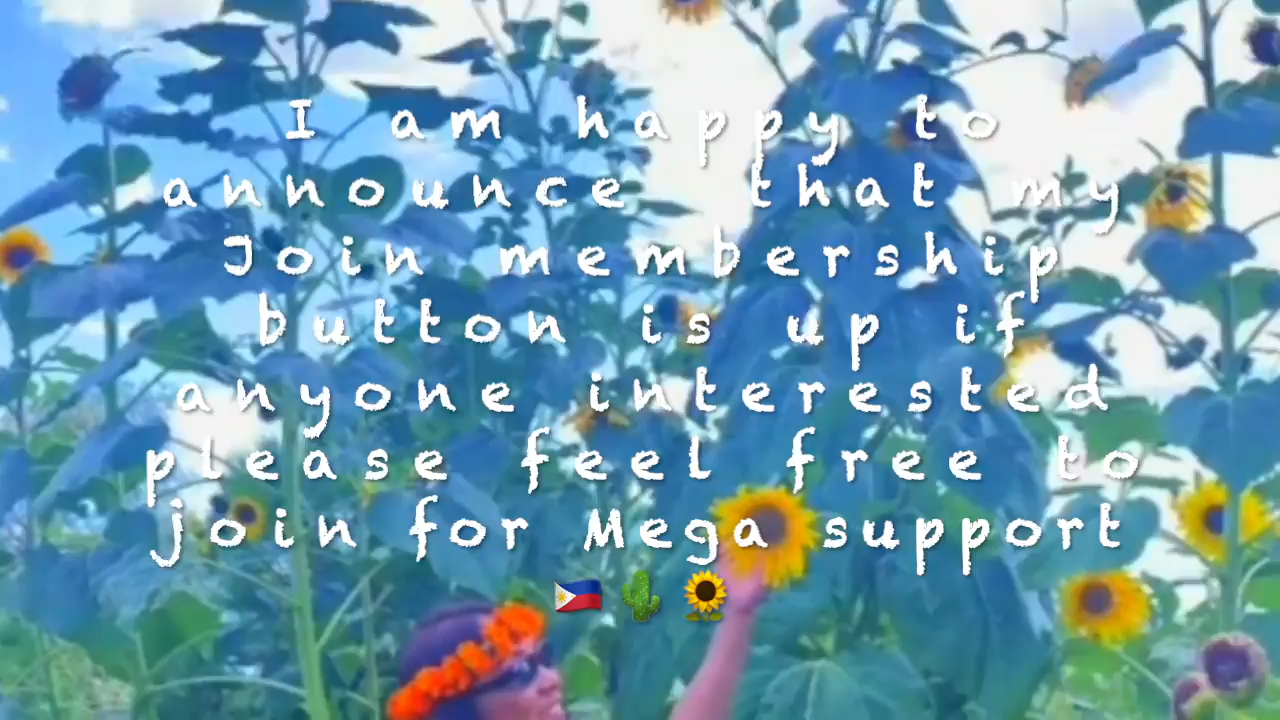 I am happy to
announce that my
Join membership
button is up if
anyone interested
please feel free to
join for Mega support
🇵🇭 🌵 🌻